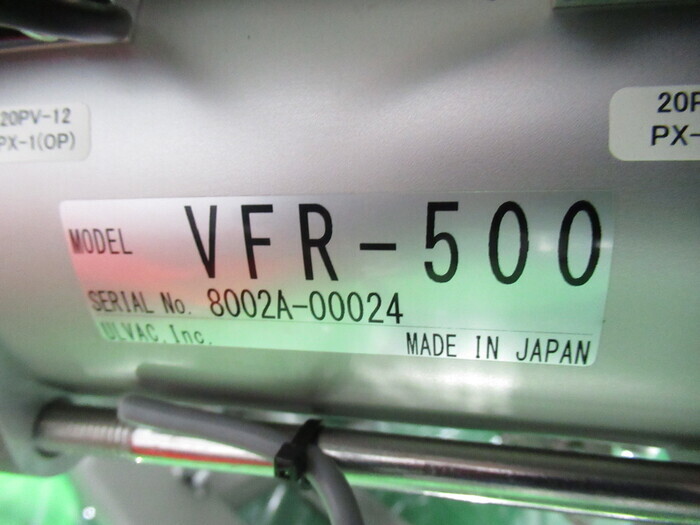 20PV-12
PX-1(OP)
20P
PX-
MODEL VFR-500
SERIAL No. 8002A-00024
ULVAC, Inc.
MADE IN JAPAN